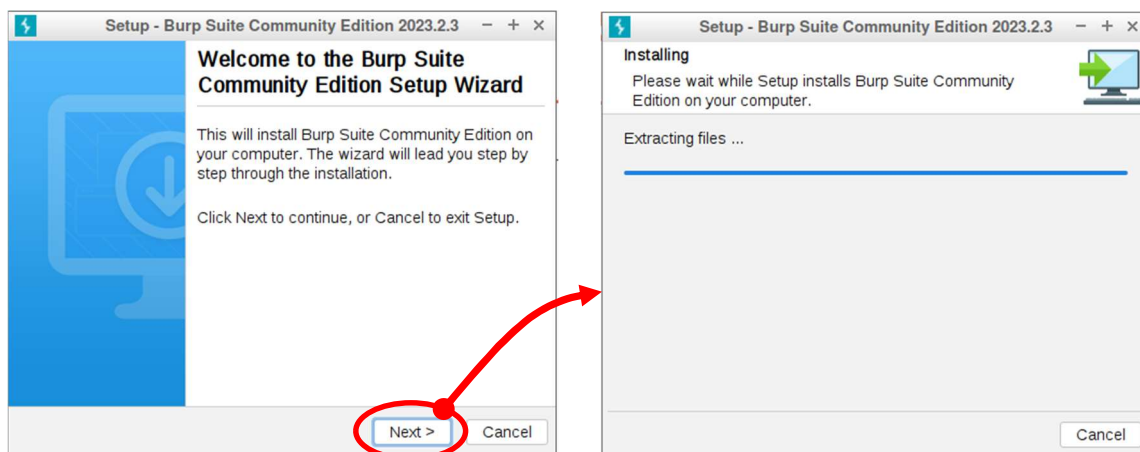 Setup - Burp Suite Community Edition 2023.2.3
Welcome to the Burp Suite
Community Edition Setup Wizard
This will install Burp Suite Community Edition on
your computer. The wizard will lead you step by
step through the installation.
Click Next to continue, or Cancel to exit Setup.
Next >
Cancel
Setup - Burp Suite Community Edition 2023.2.3
Installing
Please wait while Setup installs Burp Suite Community
Edition on your computer.
Extracting files ...
Cancel